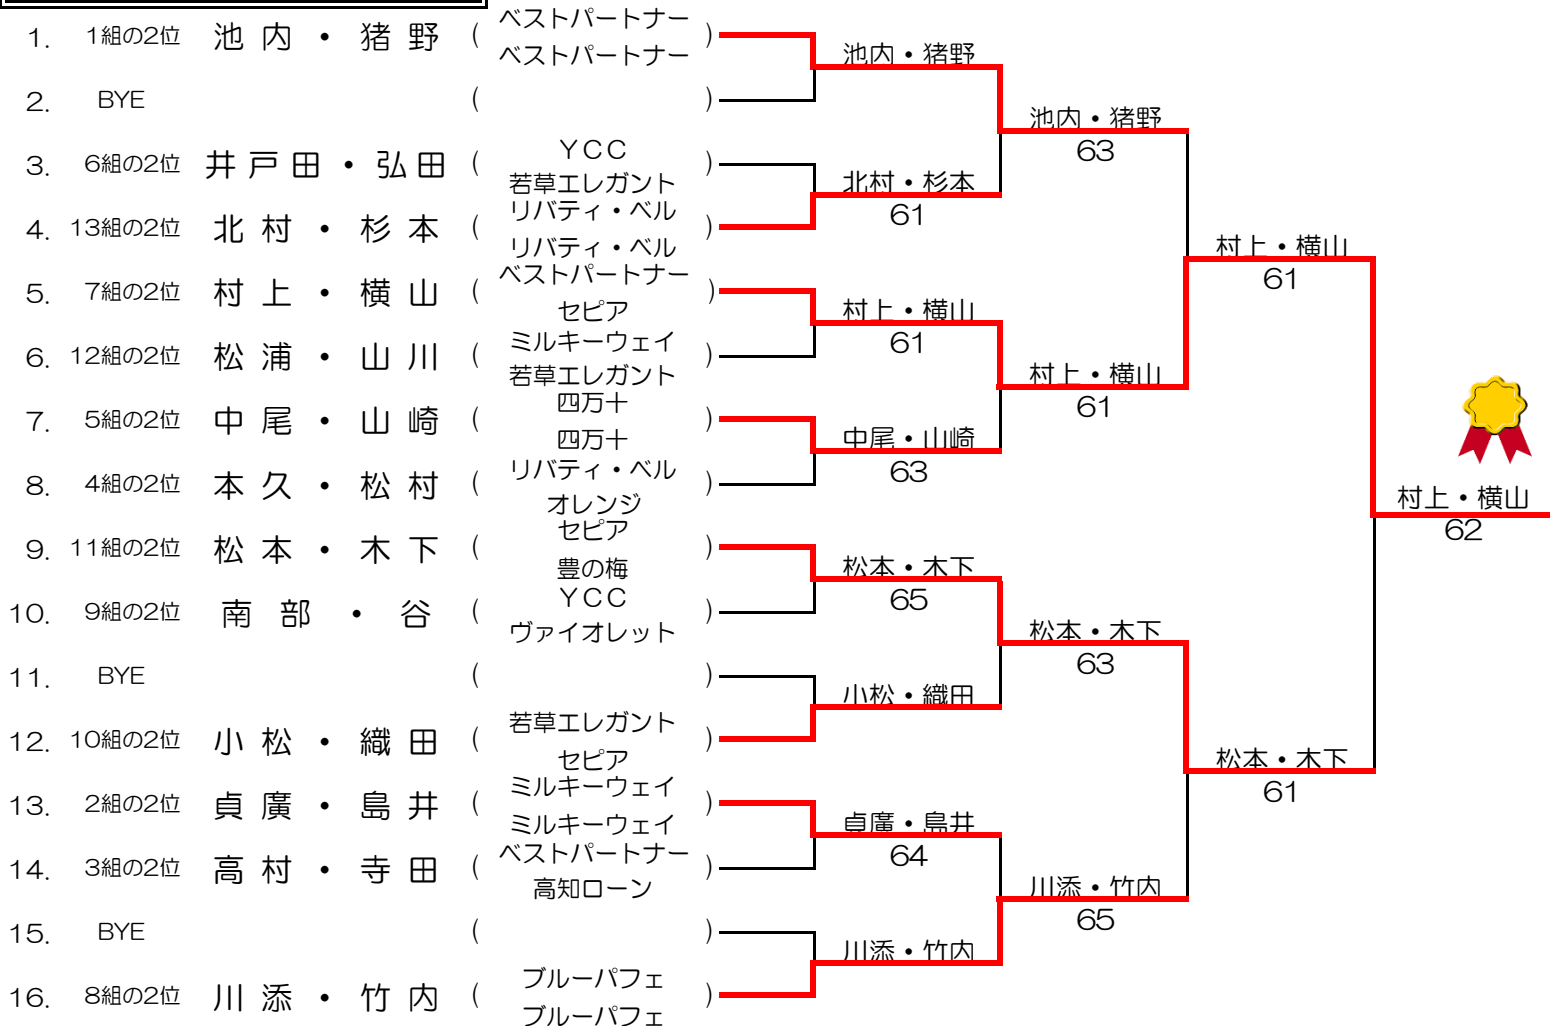 1. 1組の2位 池内・猪野 ( ベストパートナー ベストパートナー )
2. BYE ( )
3. 6組の2位 井戸田・弘田 ( YCC 若草エレガント )
4. 13組の2位 北村・杉本 ( リバティ・ベル リバティ・ベル )
5. 7組の2位 村上・横山 ( ベストパートナー セピア )
6. 12組の2位 松浦・山川 ( ミルキーウェイ 若草エレガント )
7. 5組の2位 中尾・山崎 ( 四万十 四万十 )
8. 4組の2位 本久・松村 ( リバティ・ベル オレンジ )
9. 11組の2位 松本・木下 ( セピア 豊の梅 )
10. 9組の2位 南部・谷 ( YCC ヴァイオレット )
11. BYE ( )
12. 10組の2位 小松・織田 ( 若草エレガント セピア )
13. 2組の2位 貞廣・島井 ( ミルキーウェイ ミルキーウェイ )
14. 3組の2位 高村・寺田 ( ベストパートナー 高知ローン )
15. BYE ( )
16. 8組の2位 川添・竹内 ( ブルーパフェ ブルーパフェ )
池内・猪野
北村・杉本
61
村上・横山
61
中尾・山崎
63
松本・木下
65
小松・織田
貞廣・島井
64
川添・竹内
池内・猪野
63
村上・横山
61
松本・木下
63
川添・竹内
65
村上・横山
61
松本・木下
61
村上・横山
62